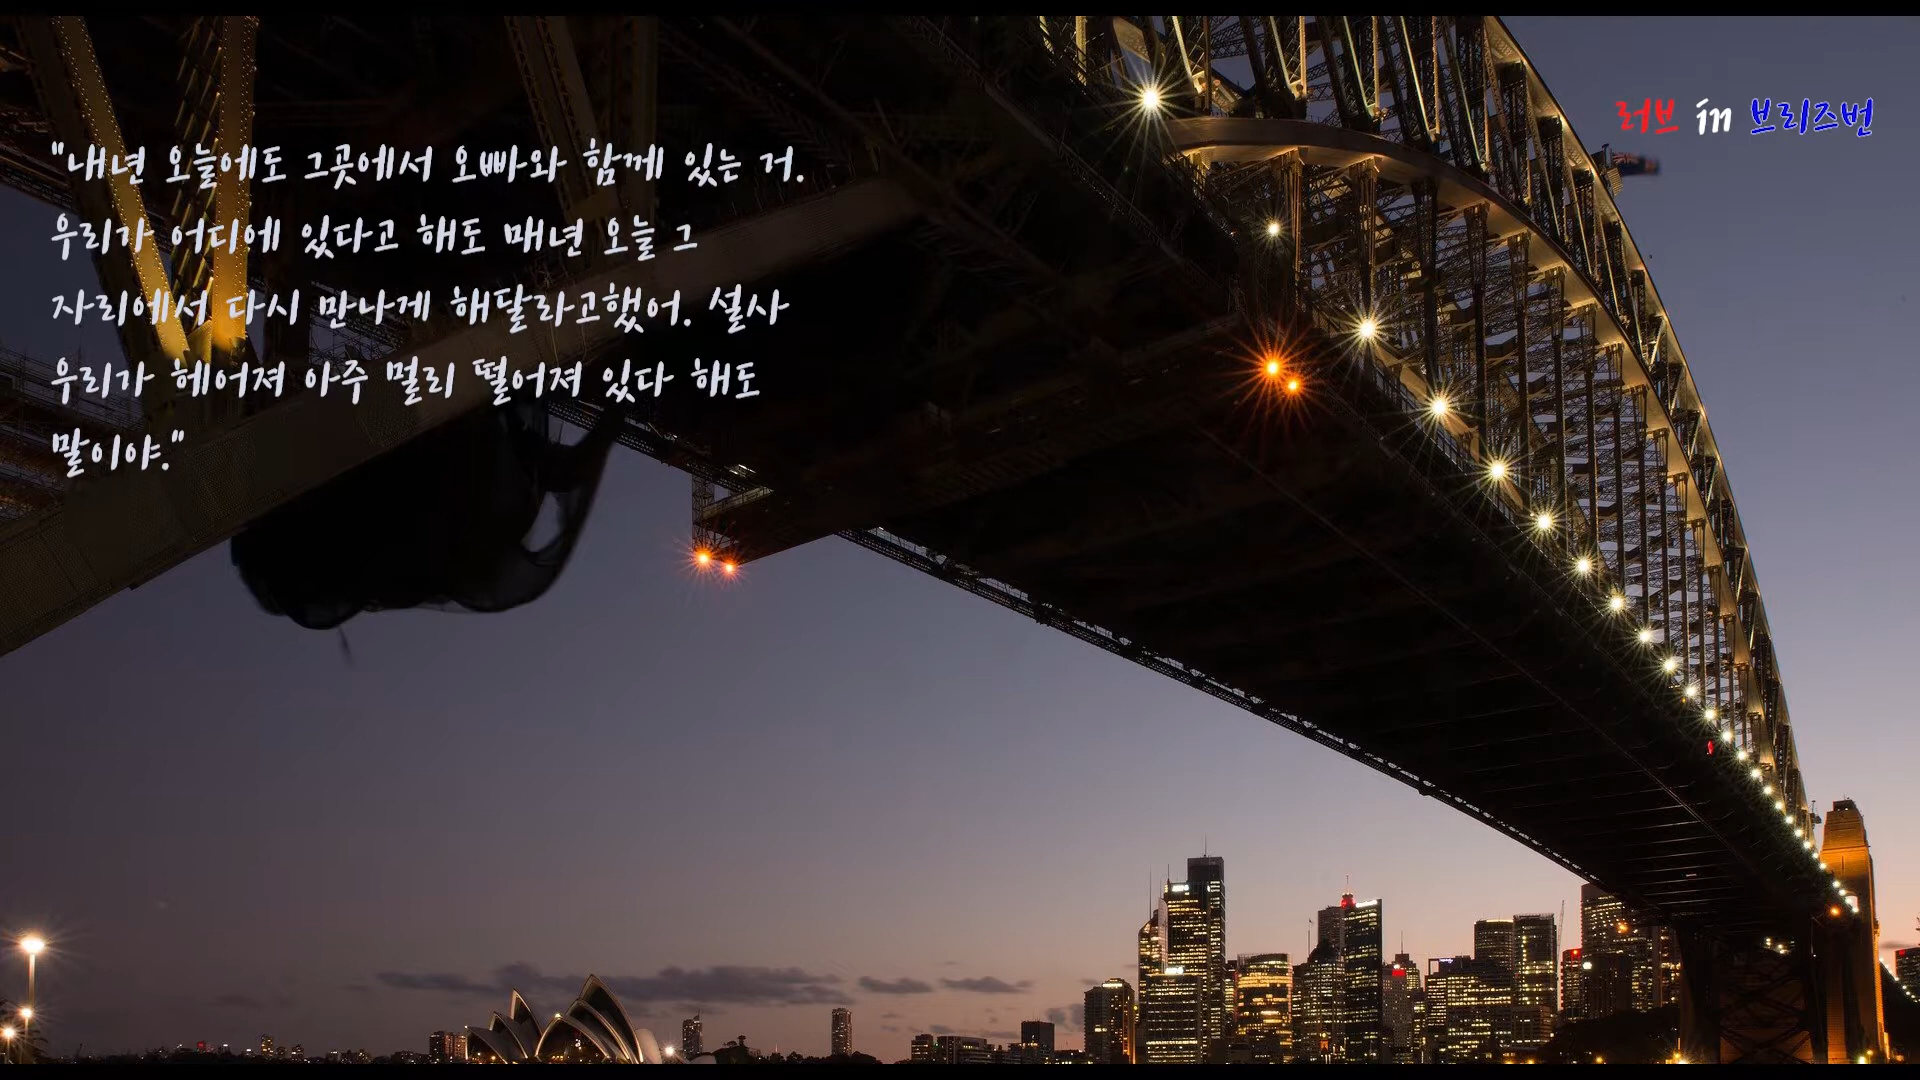 러브 in 브리즈번
"내년 오늘에도 그곳에서 오빠와 함께 있는 거.
우리가 어디에 있다고 해도 매년 오늘 그
자리에서 다시 만나게 해달라고했어. 설사
우리가 헤어져 아주 멀리 떨어져 있다 해도
말이야."